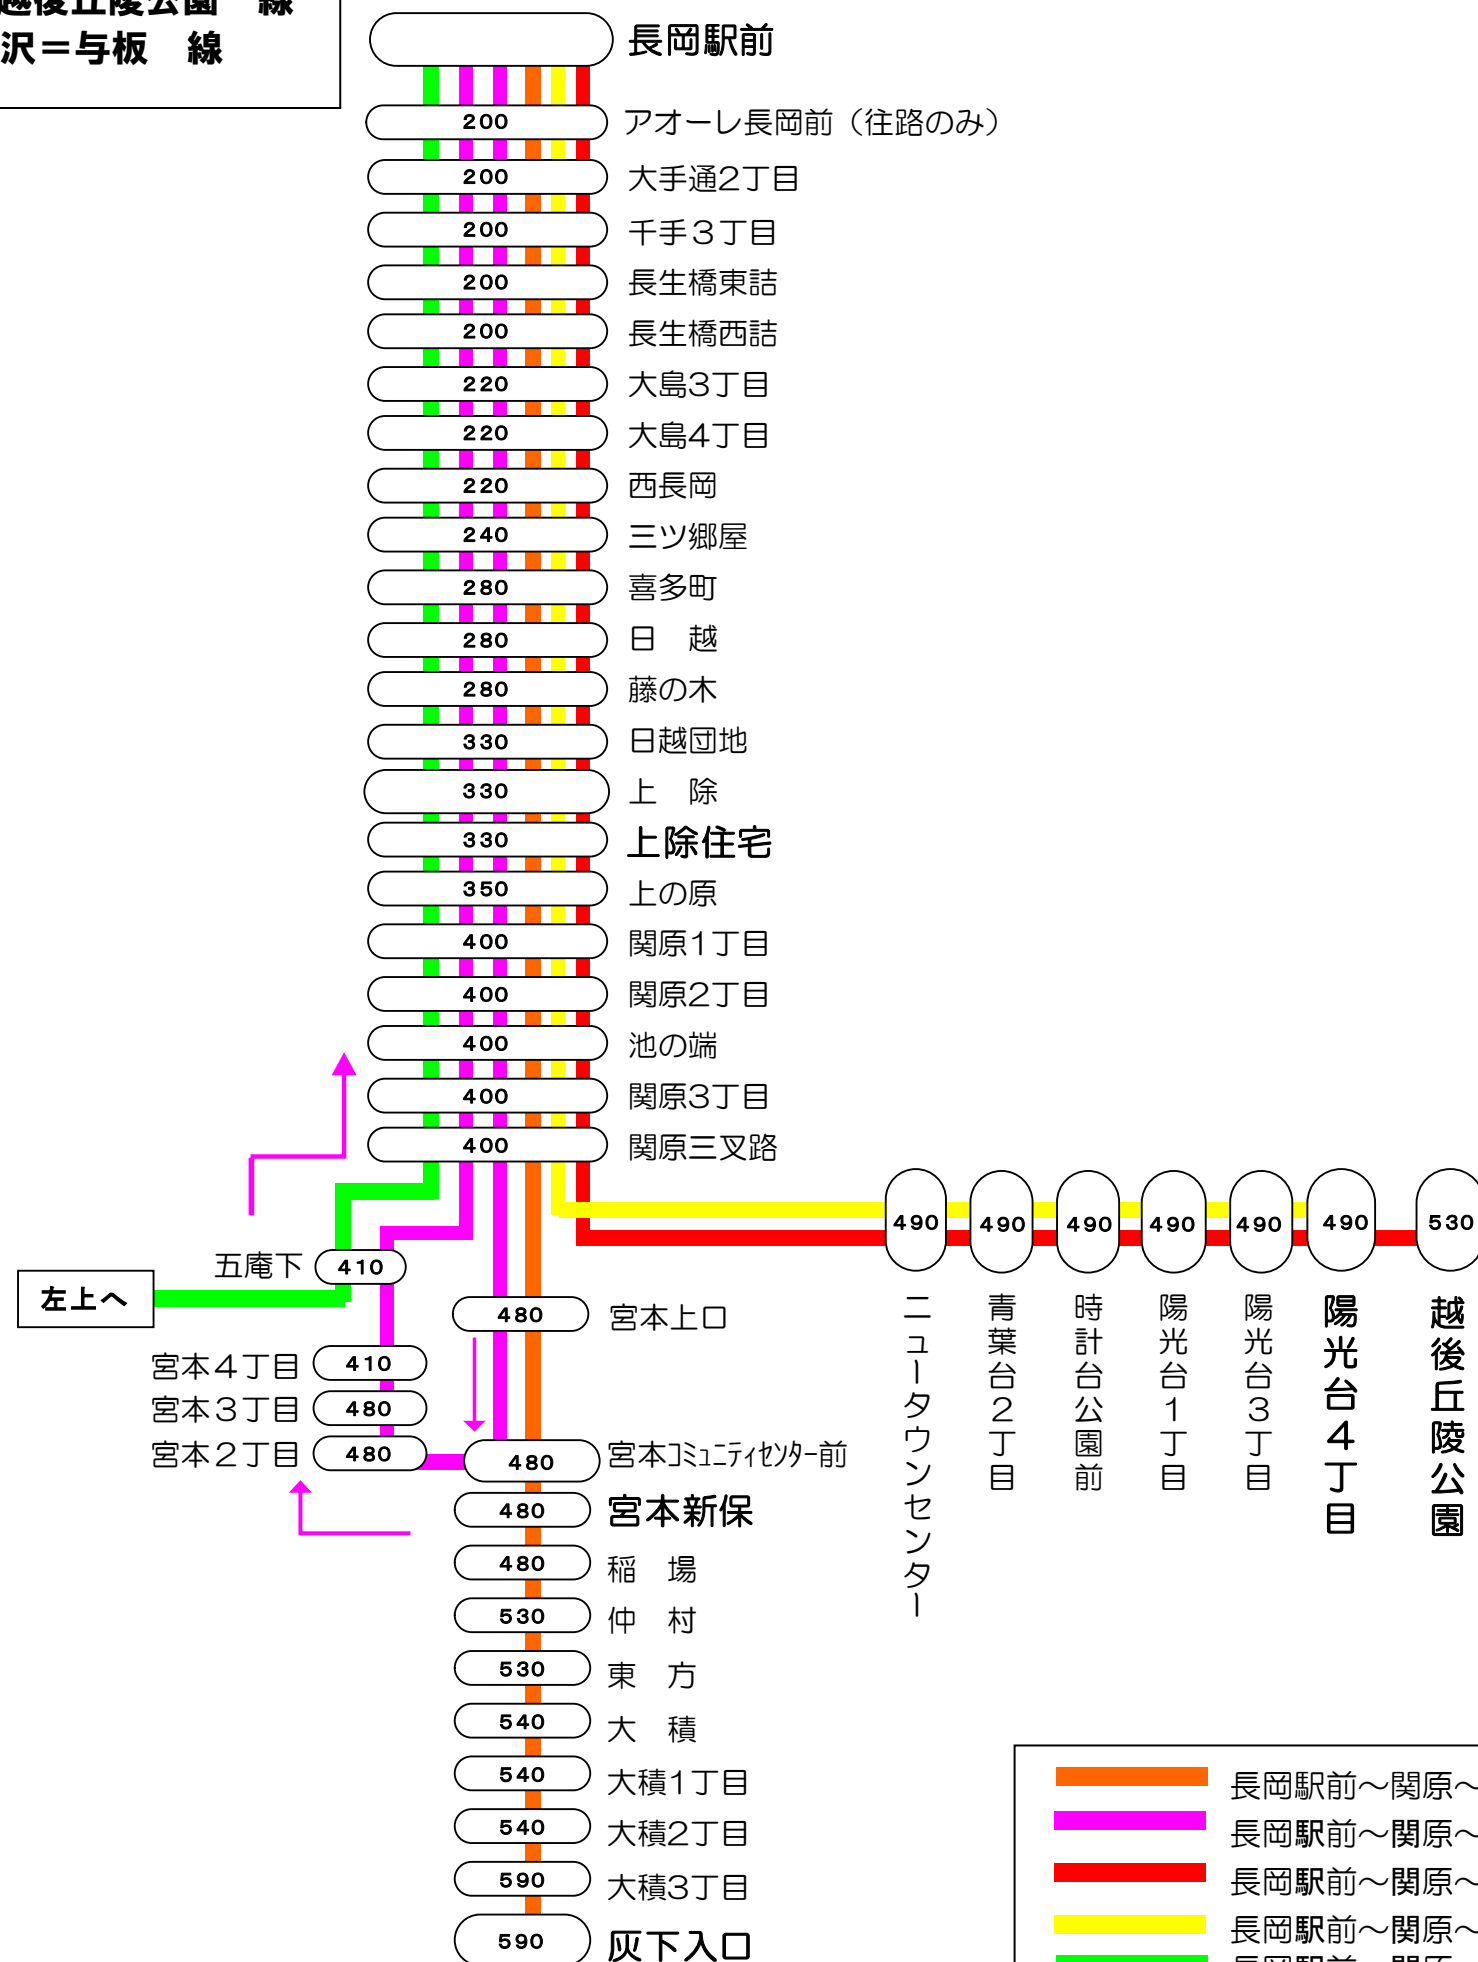 越後丘陵公園　線
沢＝与板　線
長岡駅前
200 アオーレ長岡前（往路のみ）
200 大手通2丁目
200 千手３丁目
200 長生橋東詰
200 長生橋西詰
220 大島3丁目
220 大島4丁目
220 西長岡
240 三ツ郷屋
280 喜多町
280 日　越
280 藤の木
330 日越団地
330 上　除
330 上除住宅
350 上の原
400 関原1丁目
400 関原2丁目
400 池の端
400 関原3丁目
400 関原三叉路
490 ニュータウンセンター
490 青葉台2丁目
490 時計台公園前
490 陽光台1丁目
490 陽光台3丁目
490 陽光台4丁目
530 越後丘陵公園
五庵下 410
左上へ
480 宮本上口
宮本４丁目 410
宮本３丁目 480
宮本２丁目 480
480 宮本ｺﾐｭﾆﾃｨｾﾝﾀｰ前
480 宮本新保
480 稲　場
530 仲　村
530 東　方
540 大　積
540 大積1丁目
540 大積2丁目
590 大積3丁目
590 灰下入口
長岡駅前～関原～
長岡駅前～関原～
長岡駅前～関原～
長岡駅前～関原～